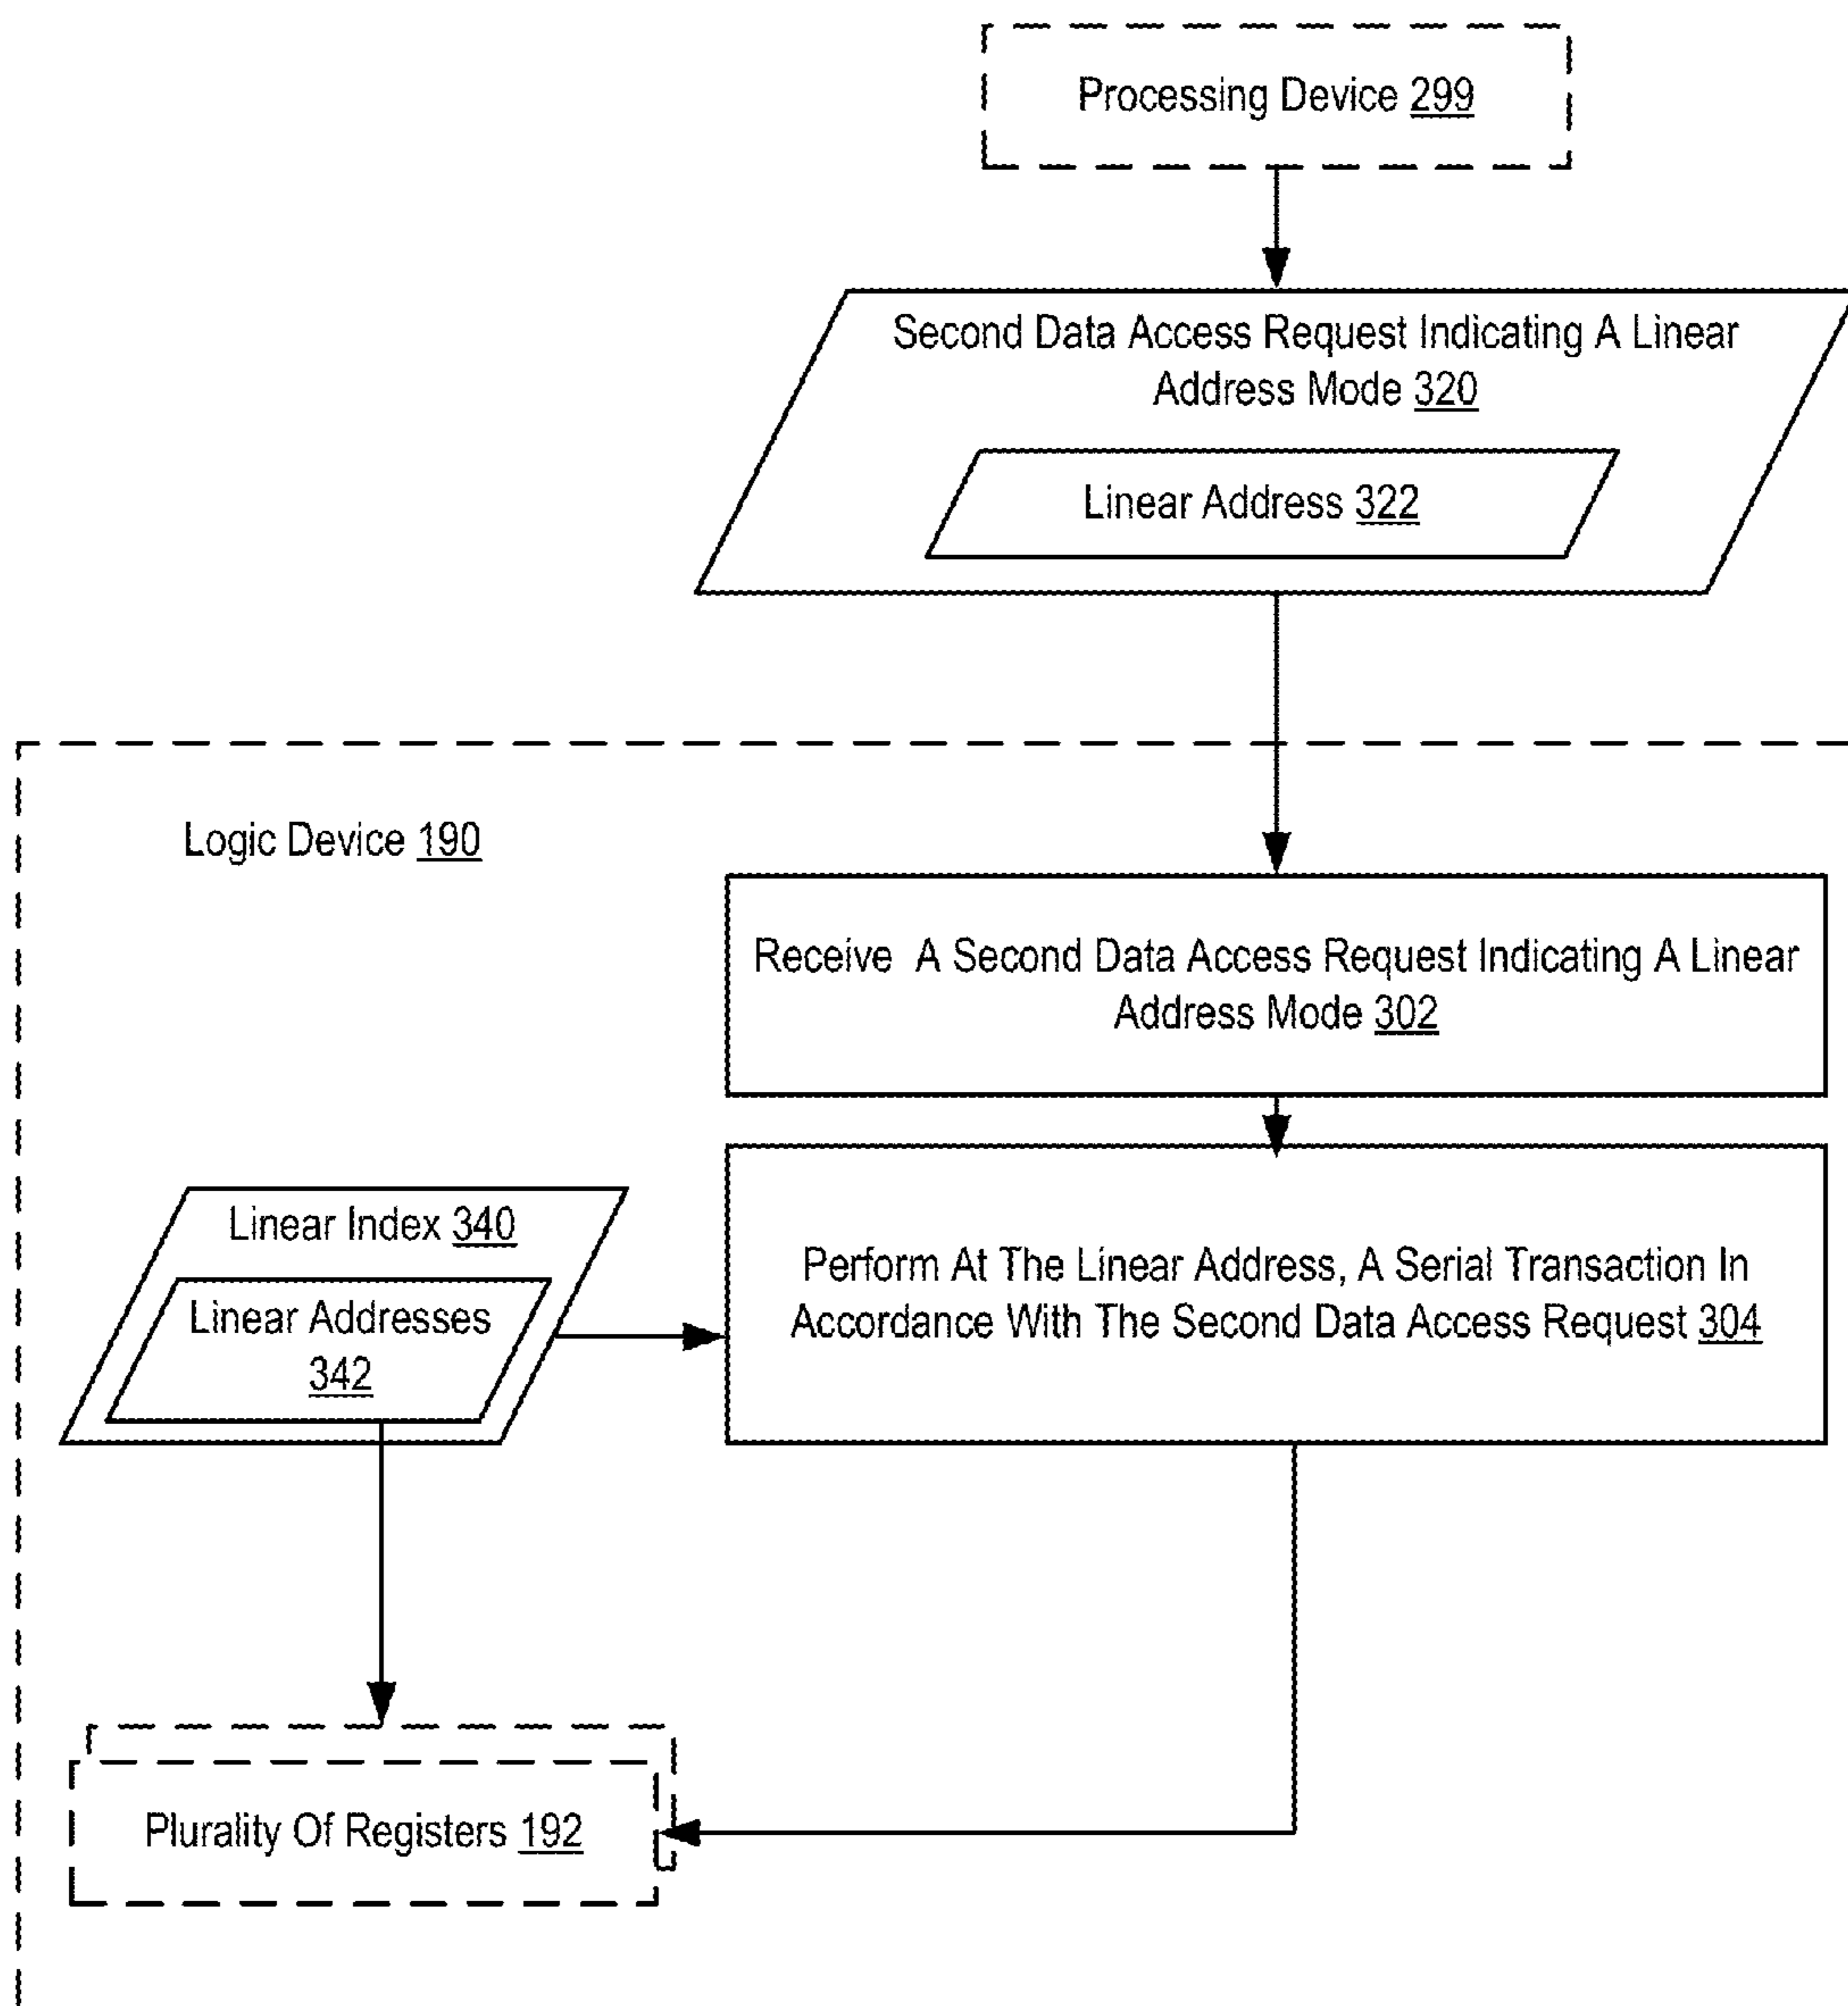 Processing Device 299
Second Data Access Request Indicating A Linear
Address Mode 320
Linear Address 322
Logic Device 190
Receive A Second Data Access Request Indicating A Linear
Address Mode 302
Linear Index 340
Linear Addresses
342
Perform At The Linear Address, A Serial Transaction In
Accordance With The Second Data Access Request 304
Plurality Of Registers 192